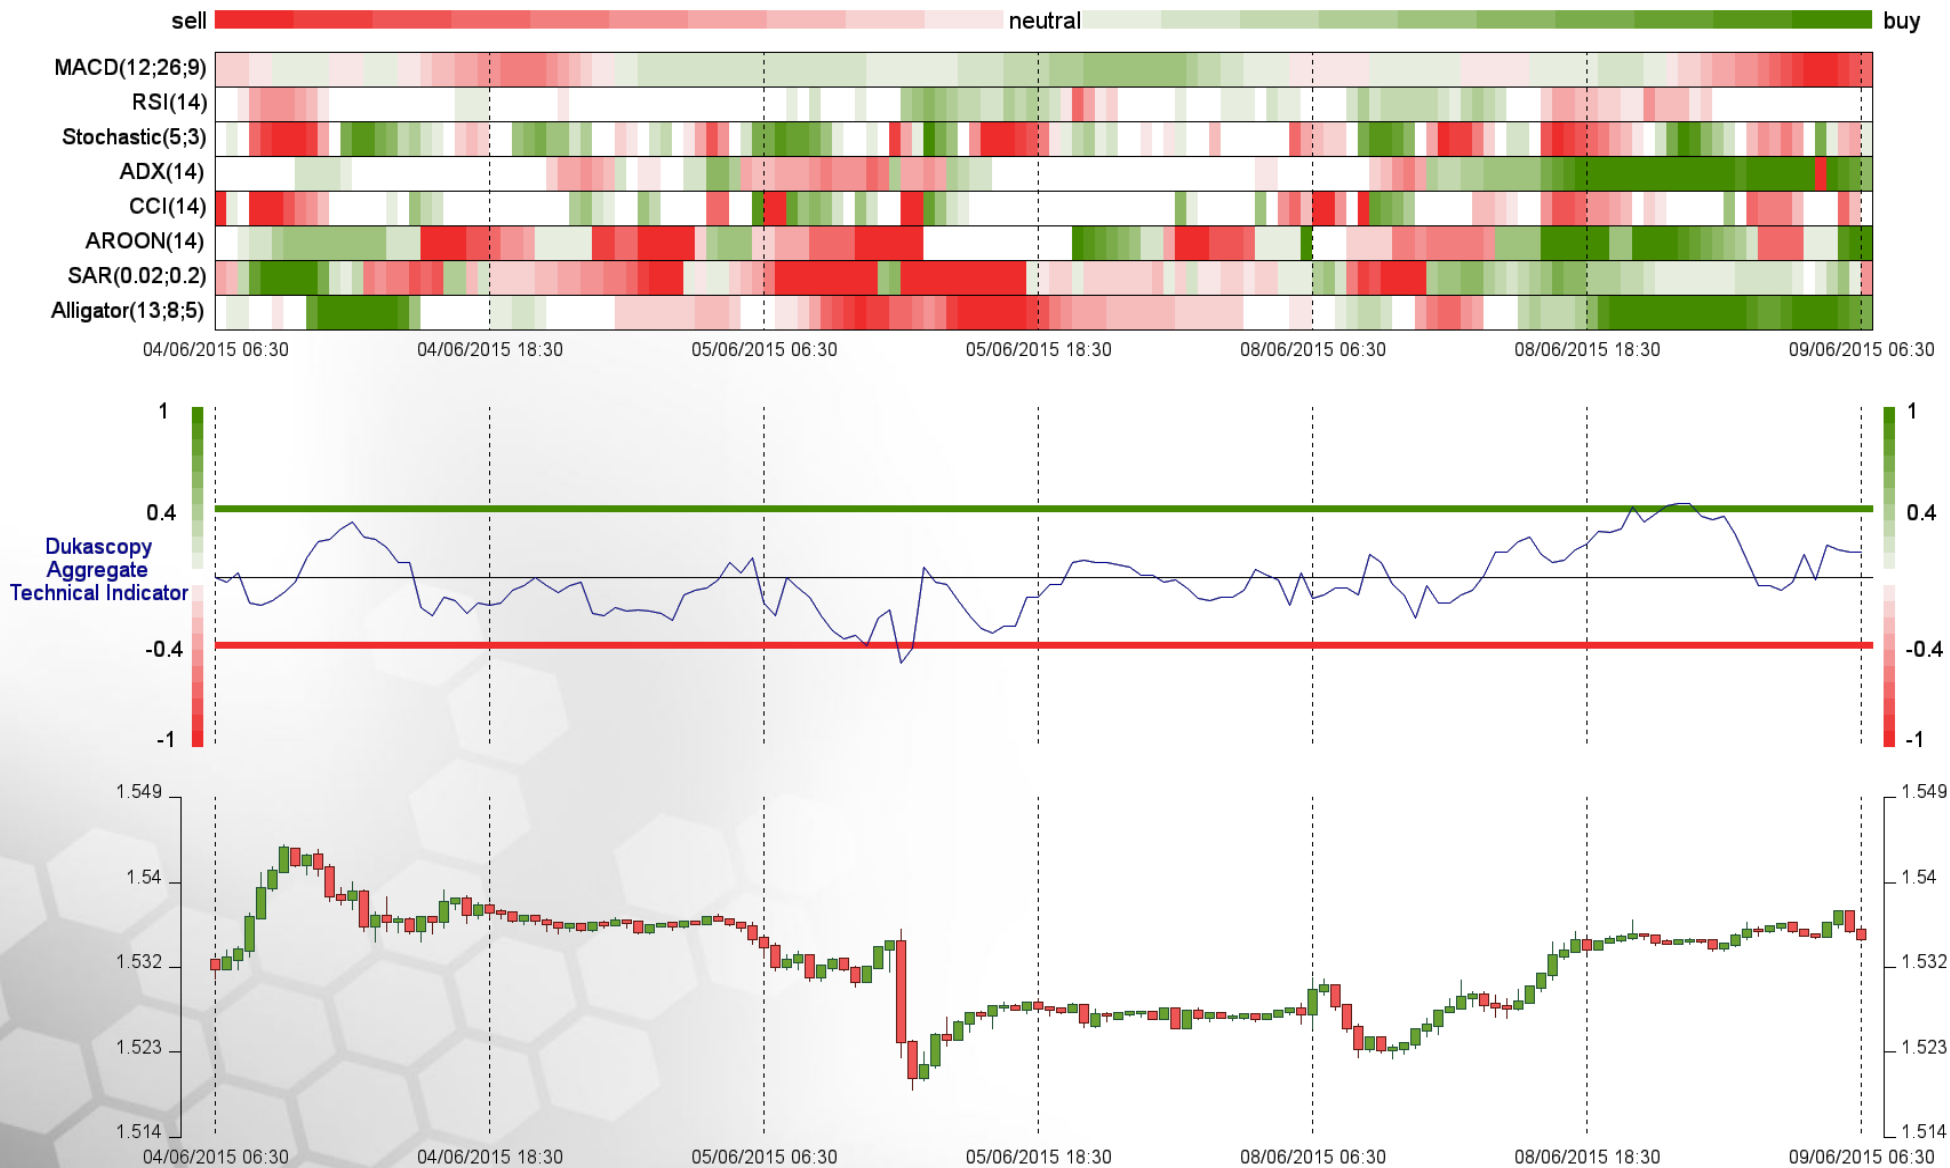 sell neutral buy
MACD(12;26;9)
RSI(14)
Stochastic(5;3)
ADX(14)
CCI(14)
AROON(14)
SAR(0.02;0.2)
Alligator(13;8;5)
04/06/2015 06:30 04/06/2015 18:30 05/06/2015 06:30 05/06/2015 18:30 08/06/2015 06:30 08/06/2015 18:30 09/06/2015 06:30
1 1
0.4 0.4
Dukascopy
Aggregate
Technical Indicator
-0.4 -0.4
-1 -1
1.549 1.549
1.54 1.54
1.532 1.532
1.523 1.523
1.514 1.514
04/06/2015 06:30 04/06/2015 18:30 05/06/2015 06:30 05/06/2015 18:30 08/06/2015 06:30 08/06/2015 18:30 09/06/2015 06:30